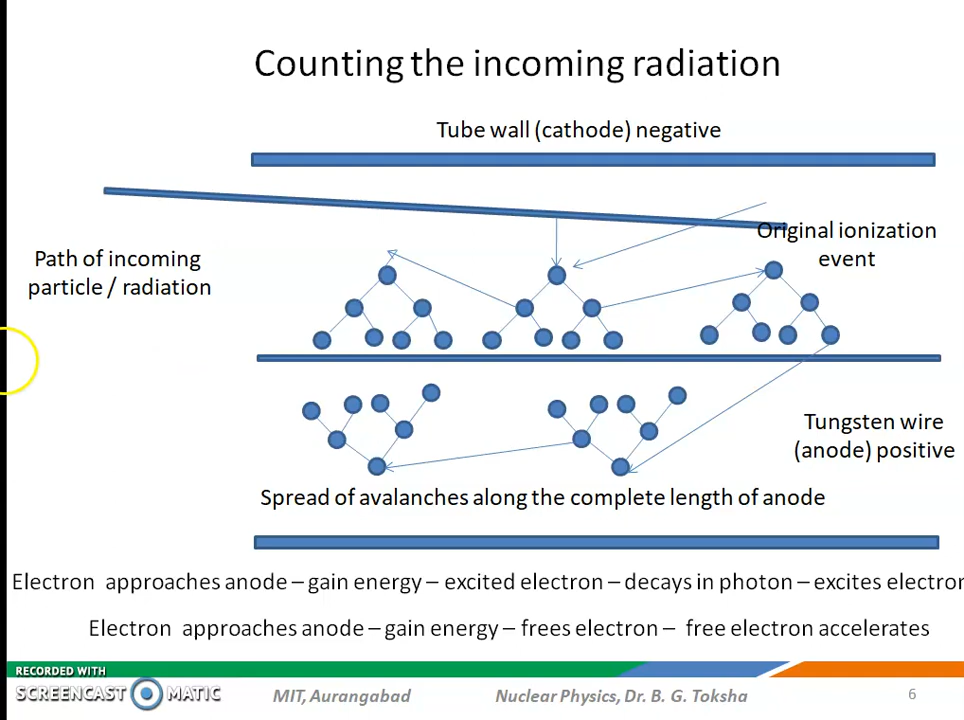 Counting the incoming radiation
Tube wall (cathode) negative
Original ionization
event
Path of incoming
particle / radiation
Tungsten wire
(anode) positive
Spread of avalanches along the complete length of anode
Electron approaches anode – gain energy – excited electron – decays in photon – excites electron
Electron approaches anode – gain energy – frees electron – free electron accelerates
RECORDED WITH
SCREENCAST MATIC
MIT, Aurangabad
Nuclear Physics, Dr. B. G. Toksha
6